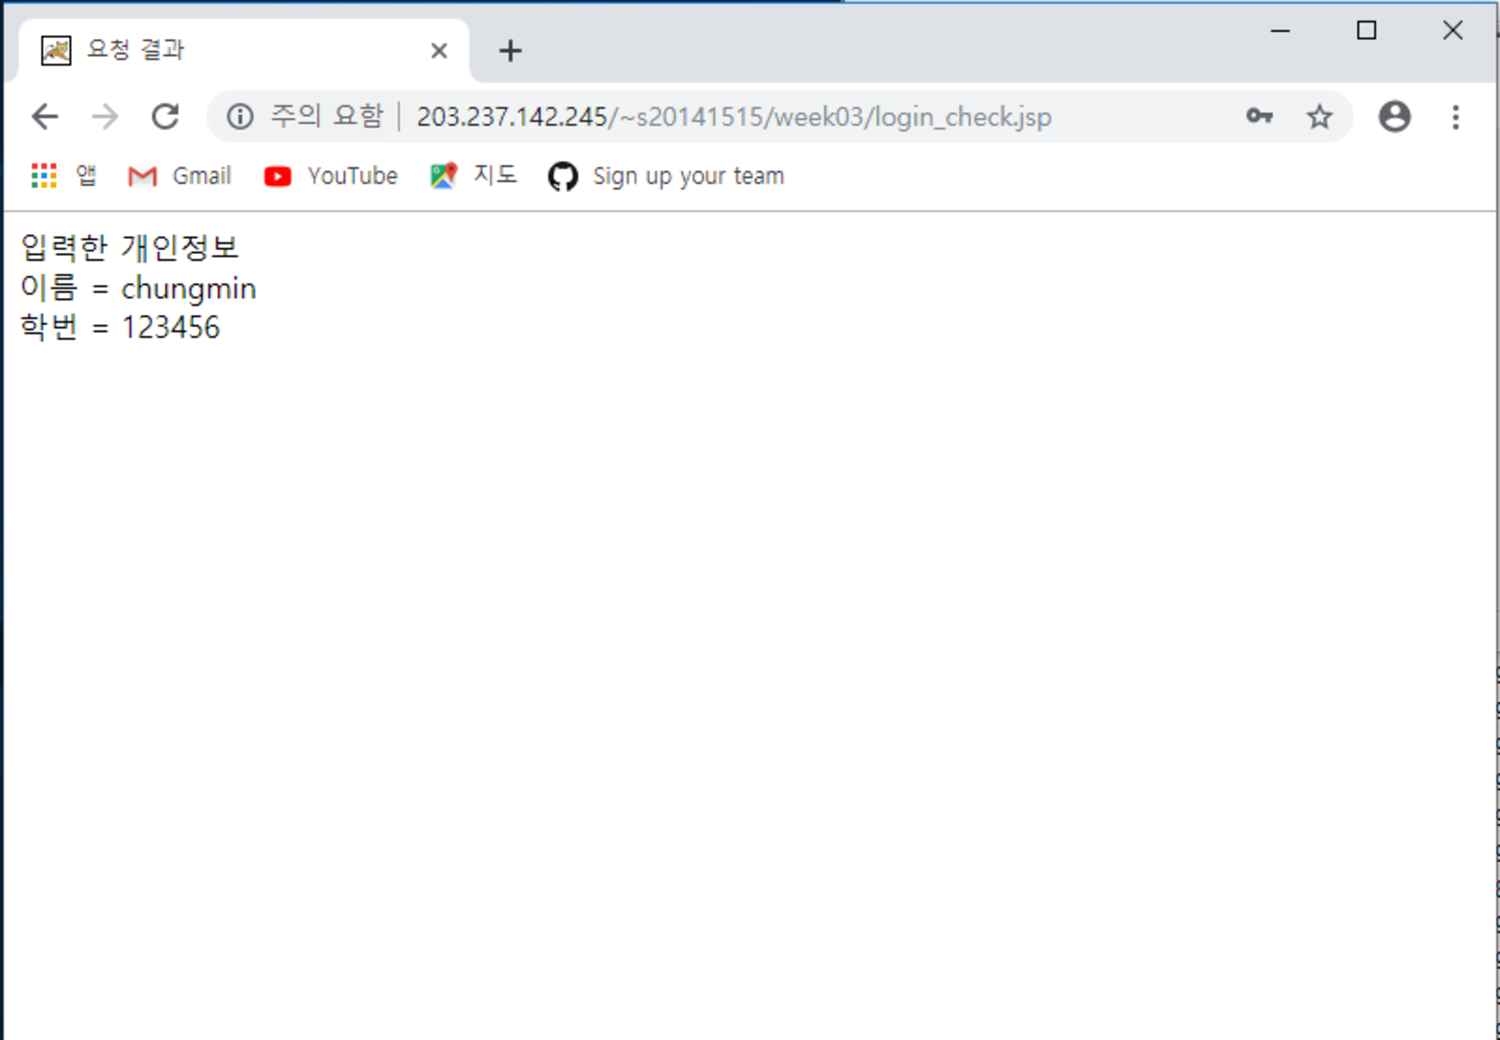 요청 결과
주의 요함 | 203.237.142.245/~s20141515/week03/login_check.jsp
앱 Gmail YouTube 지도 Sign up your team
입력한 개인정보
이름 = chungmin
학번 = 123456